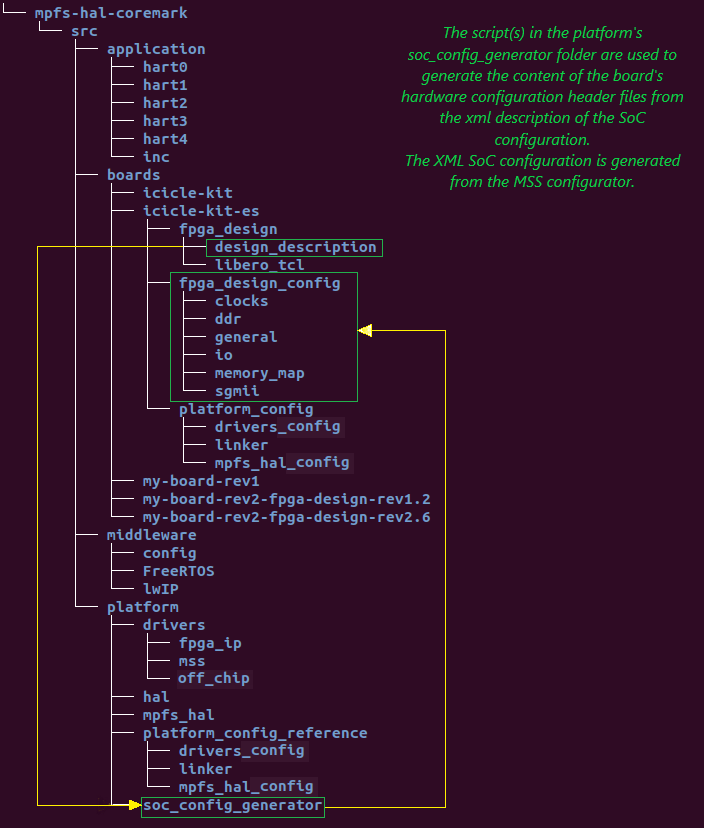 mpfs-hal-coremark
src
application
hart0
hart1
hart2
hart3
hart4
inc
boards
icicle-kit
icicle-kit-es
fpga_design
design_description
libero_tcl
fpga_design_config
clocks
ddr
general
io
memory_map
sgmii
platform_config
drivers_config
linker
mpfs_hal_config
my-board-rev1
my-board-rev2-fpga-design-rev1.2
my-board-rev2-fpga-design-rev2.6
middleware
config
FreeRTOS
lwIP
platform
drivers
fpga_ip
mss
off_chip
hal
mpfs_hal
platform_config_reference
drivers_config
linker
mpfs_hal_config
soc_config_generator
The script(s) in the platform's
soc_config_generator folder are used to
generate the content of the board's
hardware configuration header files from
the xml description of the SoC
configuration.
The XML SoC configuration is generated
from the MSS configurator.